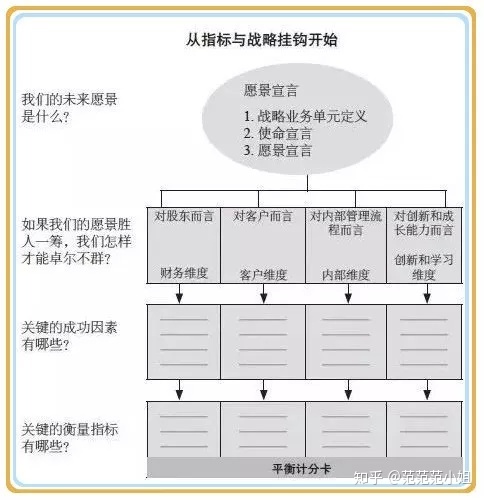 从指标与战略挂钩开始
我们的未来愿景
是什么?
愿景宣言
1. 战略业务单元定义
2. 使命宣言
3. 愿景宣言
如果我们的愿景胜
人一筹,我们怎样
才能卓尔不群?
对股东而言
财务维度
对客户而言
客户维度
对内部管理流
程而言
内部维度
对创新和成
长能力而言
创新和学习
维度
关键的成功因素
有哪些?
关键的衡量指标
有哪些?
平衡计分卡
知乎 @范范范小姐